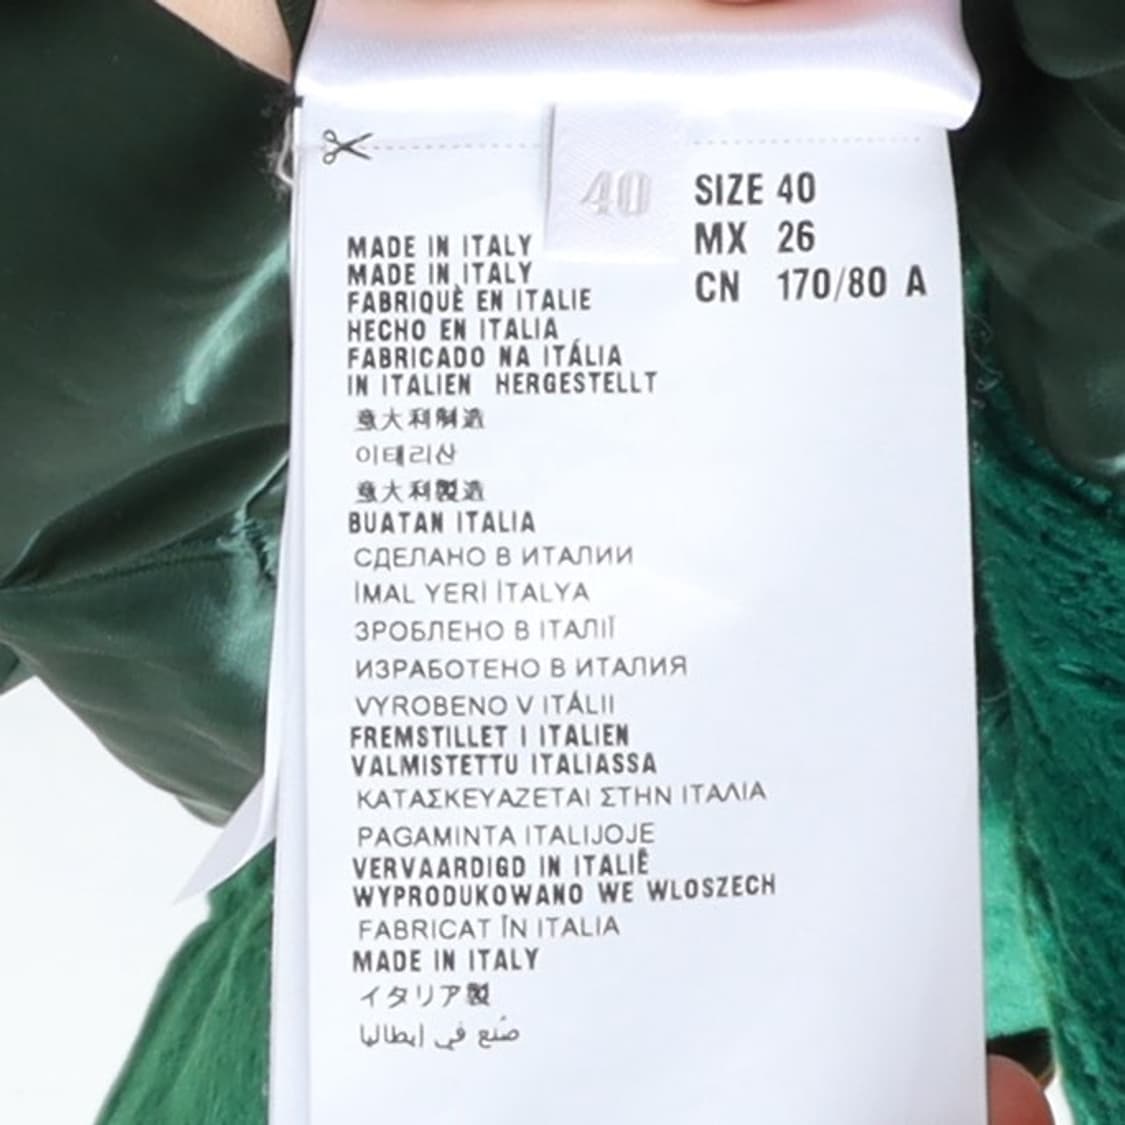 40
SIZE 40
MX 26
CN 170/80 A
MADE IN ITALY
MADE IN ITALY
FABRIQUÈ EN ITALIE
HECHO EN ITALIA
FABRICADO NA ITÁLIA
IN ITALIEN HERGESTELLT
意大利制造
이태리산
意大利製造
BUATAN ITALIA
СДЕЛАНО В ИТАЛИИ
İMAL YERİ İTALYA
ЗРОБЛЕНО В ІТАЛІЇ
ИЗРАБОТЕНО В ИТАЛИЯ
VYROBENO V ITÁLII
FREMSTILLET I ITALIEN
VALMISTETTU ITALIASSA
ΚΑΤΑΣΚΕΥΑΖΕΤΑΙ ΣΤΗΝ ΙΤΑΛΙΑ
PAGAMINTA ITALIJOJE
VERVAARDIGD IN ITALIË
WYPRODUKOWANO WE WLOSZECH
FABRICAT ÎN ITALIA
MADE IN ITALY
イタリア製
صُنع في إيطاليا